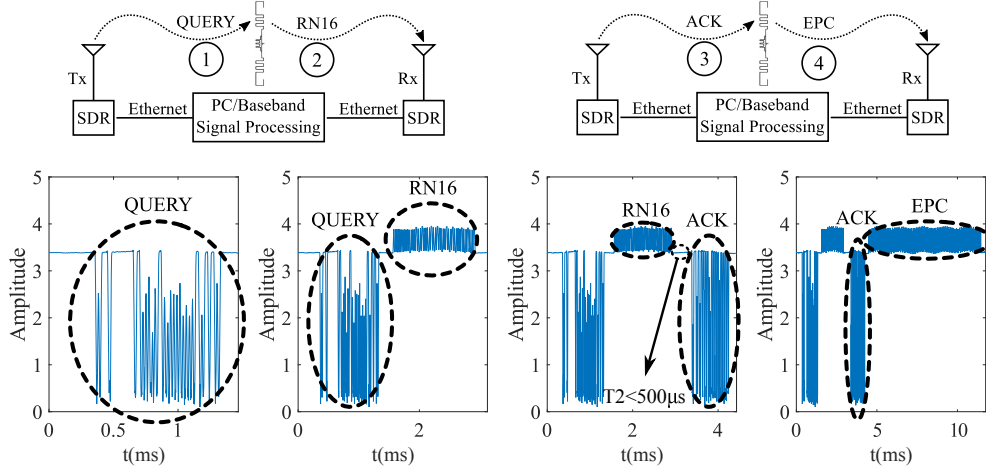 QUERY RN16
1 2
Tx Rx
SDR Ethernet PC/Baseband Signal Processing Ethernet SDR
ACK EPC
3 4
Tx Rx
SDR Ethernet PC/Baseband Signal Processing Ethernet SDR
5
4
3
2
1
0
Amplitude
QUERY
0 0.5 1
t(ms)
5
4
3
2
1
0
Amplitude
QUERY
RN16
2
t(ms)
5
4
3
2
1
0
Amplitude
RN16
ACK
T2<500μs
0 2 4
t(ms)
5
4
3
2
1
0
Amplitude
ACK
EPC
0 5 10
t(ms)